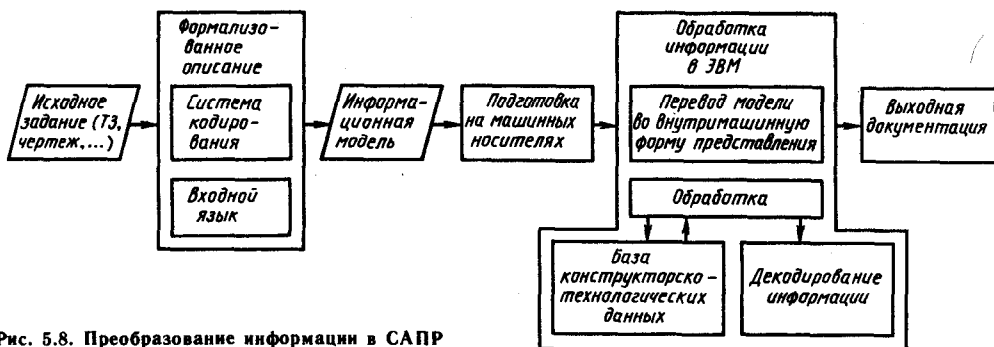 Исходное
задание (ТЗ,
чертеж,...)
Формализо-
ванное
описание
Система
кодиро-
вания
Входной
язык
Информа-
ционная
модель
Подготовка
на машинных
носителях
Обработка
информации
в ЭВМ
Перевод модели
во внутримашинную
форму представления
Обработка
База
конструкторско-
технологических
данных
Декодирование
информации
Выходная
документация
Рис. 5.8. Преобразование информации в САПР